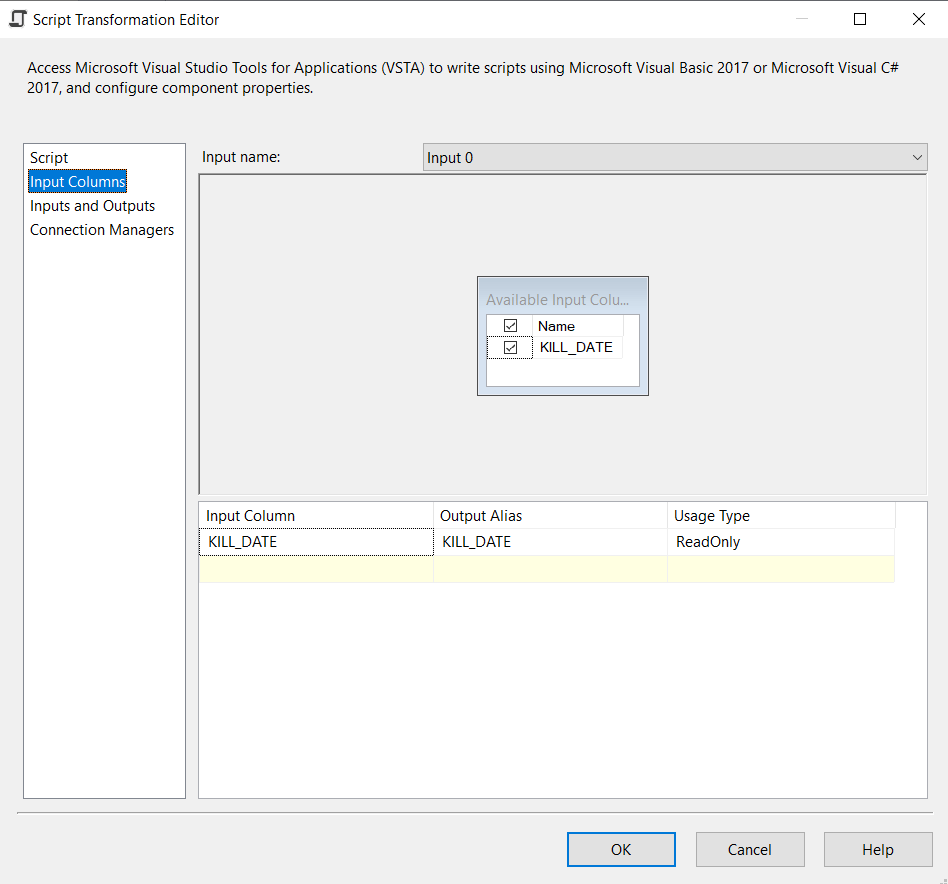 Script Transformation Editor
Access Microsoft Visual Studio Tools for Applications (VSTA) to write scripts using Microsoft Visual Basic 2017 or Microsoft Visual C#
2017, and configure component properties.
Script
Input Columns
Inputs and Outputs
Connection Managers
Input name:
Input 0
Available Input Colu...
Name
KILL_DATE
Input Column Output Alias Usage Type
KILL_DATE KILL_DATE ReadOnly
OK Cancel Help